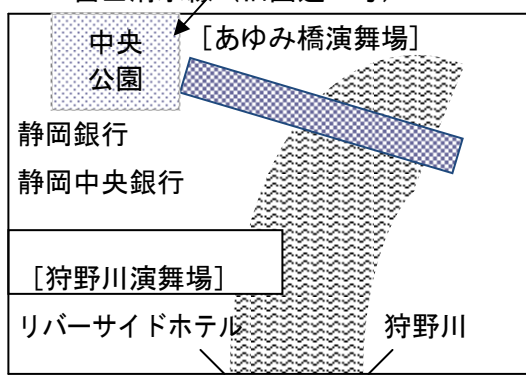 中央
公園
[あゆみ橋演舞場]
静岡銀行
静岡中央銀行
[狩野川演舞場]
リバーサイドホテル
狩野川